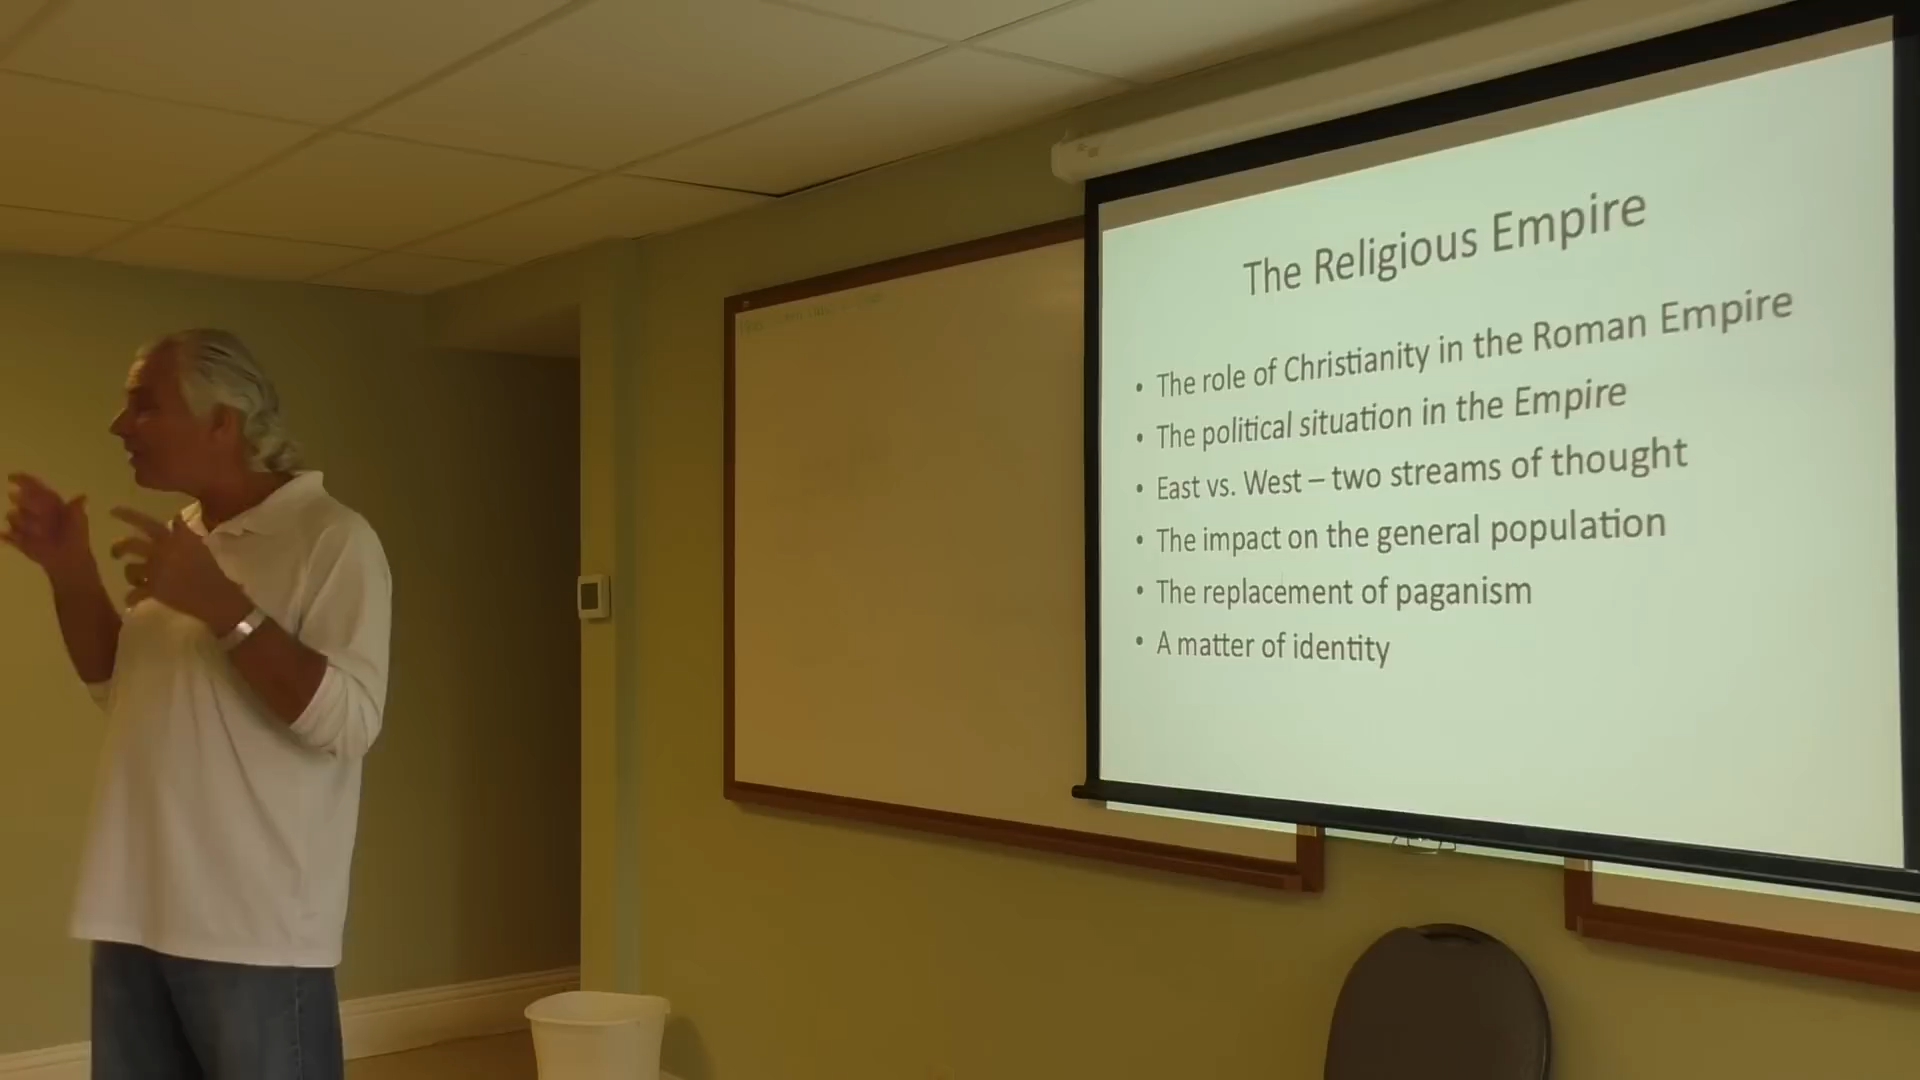 The Religious Empire
• The role of Christianity in the Roman Empire
• The political situation in the Empire
• East vs. West – two streams of thought
• The impact on the general population
• The replacement of paganism
• A matter of identity